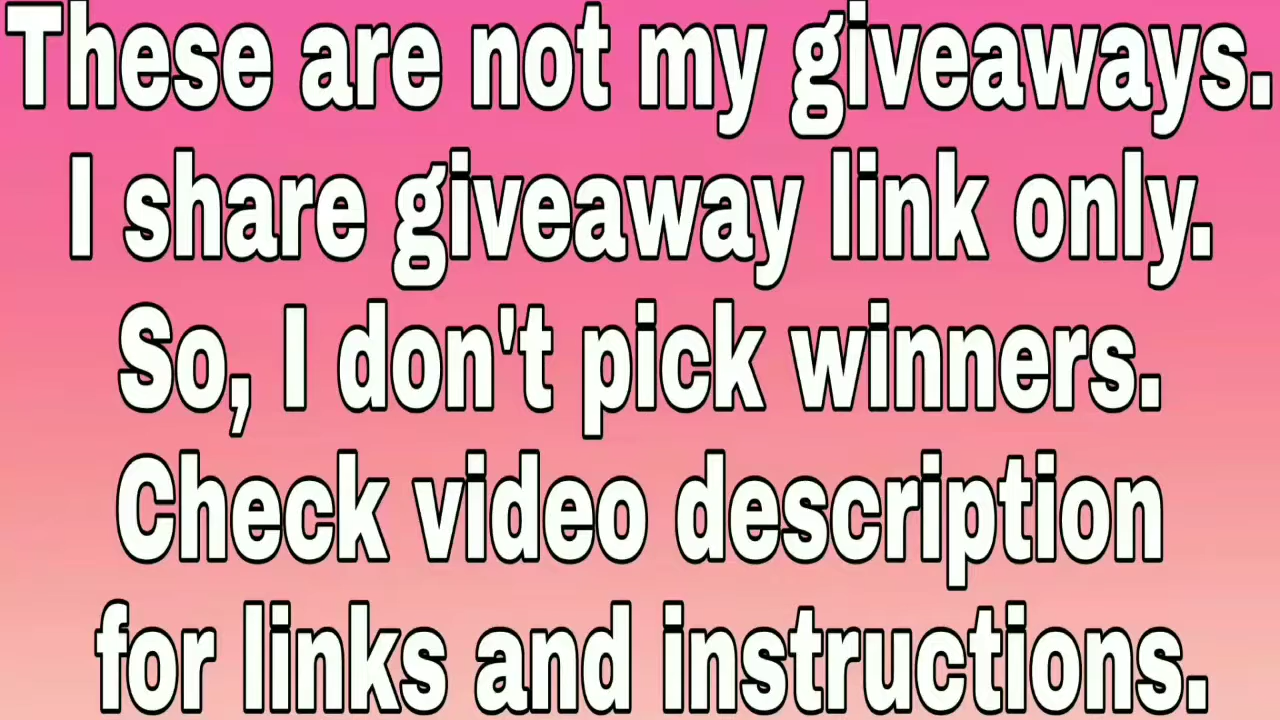 These are not my giveaways.
I share giveaway link only.
So, I don't pick winners.
Check video description
for links and instructions.